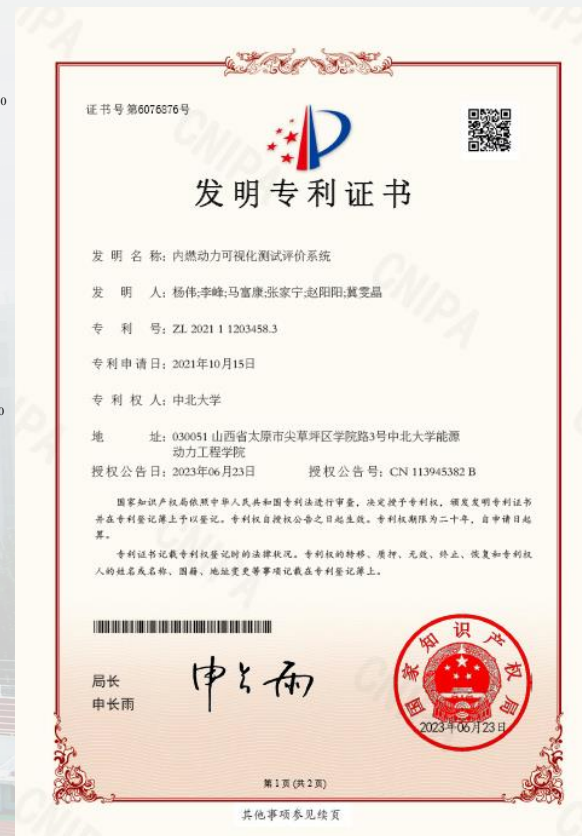 证书号第6076876号
发明专利证书
发 明 名 称：内燃动力可视化测试评价系统
发 明 人：杨伟;李峰;马富康;张家宁;赵阳阳;冀雯晶
专 利 号：ZL 2021 1 1203458.3
专利申请日：2021年10月15日
专 利 权 人：中北大学
地 址：030051 山西省太原市尖草坪区学院路3号中北大学能源
动力工程学院
授权公告日：2023年06月23日 授权公告号：CN 113945382 B
国家知识产权局依照中华人民共和国专利法进行审查，决定授予专利权，颁发发明专利证书
并在专利登记簿上予以登记。专利权自授权公告之日起生效。专利权期限为二十年，自申请日起
算。
专利证书记载专利权登记时的法律状况。专利权的转移、质押、无效、终止、恢复和专利权
人的姓名或名称、国籍、地址变更等事项记载在专利登记簿上。
局长
申长雨
申长雨
国家知识产权局
2023年06月23日
第 1 页 (共 2 页)
其他事项参见续页
CNIPA